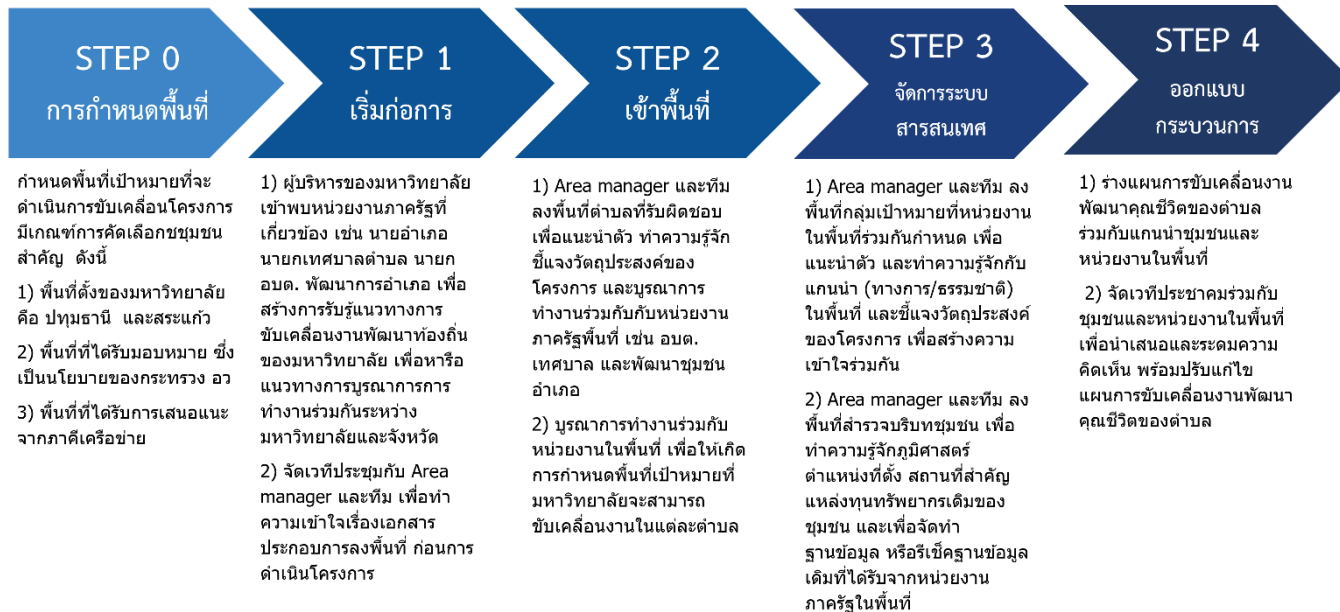 STEP 0
การกำหนดพื้นที่
กำหนดพื้นที่เป้าหมายที่จะ
ดำเนินการขับเคลื่อนโครงการ
มีเกณฑ์การคัดเลือกชชุมชน
สำคัญ ดังนี้
1) พื้นที่ตั้งของมหาวิทยาลัย
คือ ปทุมธานี และสระแก้ว
2) พื้นที่ที่ได้รับมอบหมาย ซึ่ง
เป็นนโยบายของกระทรวง อว
3) พื้นที่ที่ได้รับการเสนอแนะ
จากภาคีเครือข่าย
STEP 1
เริ่มก่อการ
1) ผู้บริหารของมหาวิทยาลัย
เข้าพบหน่วยงานภาครัฐที่
เกี่ยวข้อง เช่น นายอำเภอ
นายกเทศบาลตำบล นายก
อบต. พัฒนาการอำเภอ เพื่อ
สร้างการรับรู้แนวทางการ
ขับเคลื่อนงานพัฒนาท้องถิ่น
ของมหาวิทยาลัย เพื่อหารือ
แนวทางการบูรณาการการ
ทำงานร่วมกันระหว่าง
มหาวิทยาลัยและจังหวัด
2) จัดเวทีประชุมกับ Area
manager และทีม เพื่อทำ
ความเข้าใจเรื่องเอกสาร
ประกอบการลงพื้นที่ ก่อนการ
ดำเนินโครงการ
STEP 2
เข้าพื้นที่
1) Area manager และทีม
ลงพื้นที่ตำบลที่รับผิดชอบ
เพื่อแนะนำตัว ทำความรู้จัก
ชี้แจงวัตถุประสงค์ของ
โครงการ และบูรณาการ
ทำงานร่วมกับกับหน่วยงาน
ภาครัฐพื้นที่ เช่น อบต.
เทศบาล และพัฒนาชุมชน
อำเภอ
2) บูรณาการทำงานร่วมกับ
หน่วยงานในพื้นที่ เพื่อให้เกิด
การกำหนดพื้นที่เป้าหมายที่
มหาวิทยาลัยจะสามารถ
ขับเคลื่อนงานในแต่ละตำบล
STEP 3
จัดการระบบ
สารสนเทศ
1) Area manager และทีม ลง
พื้นที่กลุ่มเป้าหมายที่หน่วยงาน
ในพื้นที่ร่วมกันกำหนด เพื่อ
แนะนำตัว และทำความรู้จักกับ
แกนนำ (ทางการ/ธรรมชาติ)
ในพื้นที่ และชี้แจงวัตถุประสงค์
ของโครงการ เพื่อสร้างความ
เข้าใจร่วมกัน
2) Area manager และทีม ลง
พื้นที่สำรวจบริบทชุมชน เพื่อ
ทำความรู้จักภูมิศาสตร์
ตำแหน่งที่ตั้ง สถานที่สำคัญ
แหล่งทุนทรัพยากรเดิมของ
ชุมชน และเพื่อจัดทำ
ฐานข้อมูล หรือรีเช็คฐานข้อมูล
เดิมที่ได้รับจากหน่วยงาน
ภาครัฐในพื้นที่
STEP 4
ออกแบบ
กระบวนการ
1) ร่างแผนการขับเคลื่อนงาน
พัฒนาคุณชีวิตของตำบล
ร่วมกับแกนนำชุมชนและ
หน่วยงานในพื้นที่
2) จัดเวทีประชาคมร่วมกับ
ชุมชนและหน่วยงานในพื้นที่
เพื่อนำเสนอและระดมความ
คิดเห็น พร้อมปรับแก้ไข
แผนการขับเคลื่อนงานพัฒนา
คุณชีวิตของตำบล